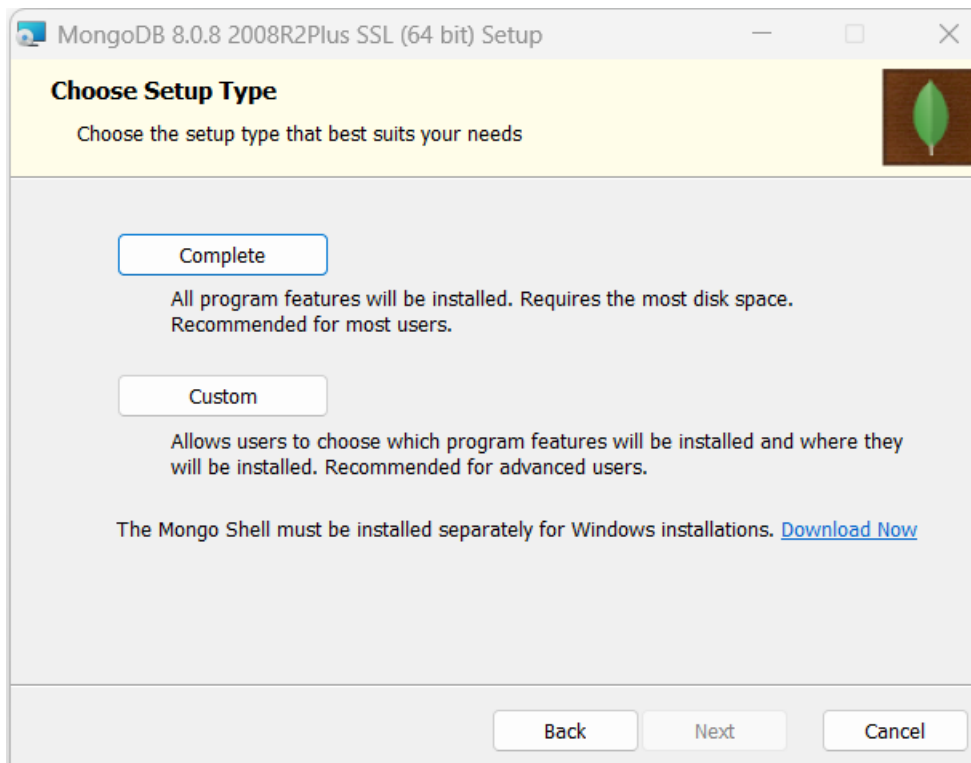 MongoDB 8.0.8 2008R2Plus SSL (64 bit) Setup
Choose Setup Type
Choose the setup type that best suits your needs
Complete
All program features will be installed. Requires the most disk space.
Recommended for most users.
Custom
Allows users to choose which program features will be installed and where they
will be installed. Recommended for advanced users.
The Mongo Shell must be installed separately for Windows installations. Download Now
Back Next Cancel